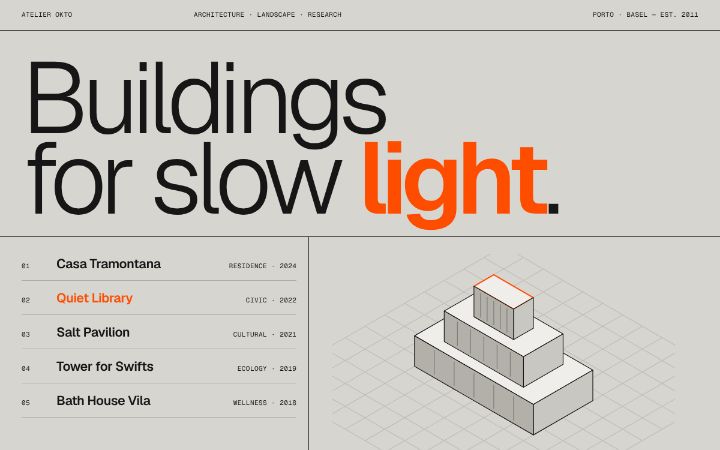 ATELIER OKTO
ARCHITECTURE · LANDSCAPE · RESEARCH
PORTO · BASEL — EST. 2011
Buildings
for slow light.
01 Casa Tramontana RESIDENCE · 2024
02 Quiet Library CIVIC · 2022
03 Salt Pavilion CULTURAL · 2021
04 Tower for Swifts ECOLOGY · 2019
05 Bath House Vila WELLNESS · 2018